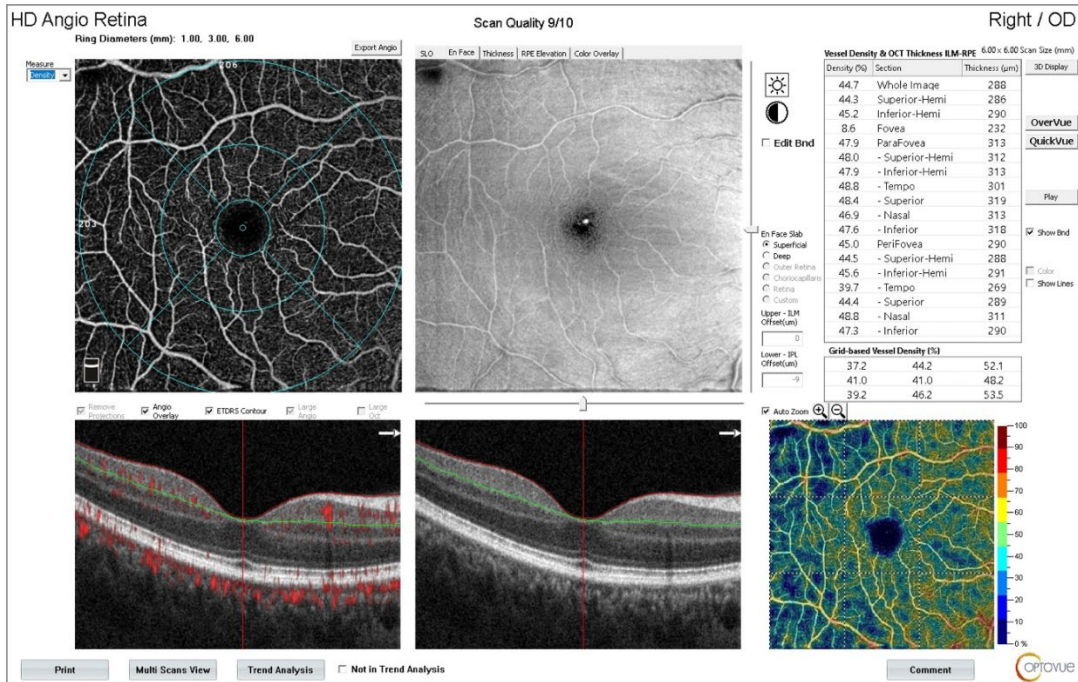 HD Angio Retina
Scan Quality 9/10
Right / OD
Ring Diameters (mm): 1.00, 3.00, 6.00
Export Angio
Measure
Density
206
203
SLO En Face Thickness RPE Elevation Color Overlay
Edit Bnd
En Face Slab
Superficial
Deep
Outer Retina
Choriocapillaris
Retina
Custom
Upper - ILM
Offset(um)
0
Lower - IPL
Offset(um)
-9
Vessel Density & OCT Thickness ILM-RPE 6.00 x 6.00 Scan Size (mm)
Density (%) Section Thickness (µm)
44.7 Whole Image 288
44.3 Superior-Hemi 286
45.2 Inferior-Hemi 290
8.6 Fovea 232
47.9 ParaFovea 313
48.0 - Superior-Hemi 312
47.9 - Inferior-Hemi 313
48.8 - Tempo 301
48.4 - Superior 319
46.9 - Nasal 313
47.6 - Inferior 318
45.0 PeriFovea 290
44.5 - Superior-Hemi 288
45.6 - Inferior-Hemi 291
39.7 - Tempo 269
44.4 - Superior 289
48.8 - Nasal 311
47.3 - Inferior 290
3D Display
OverVue
QuickVue
Play
Show Bnd
Color
Show Lines
Grid-based Vessel Density (%)
37.2 44.2 52.1
41.0 41.0 48.2
39.2 46.2 53.5
Remove Projections
Angio Overlay
ETDRS Contour
Large Angio
Large Oct
Auto Zoom
100
90
80
70
60
50
40
30
20
10
0 %
Print
Multi Scans View
Trend Analysis
Not in Trend Analysis
Comment
OPTOVUE